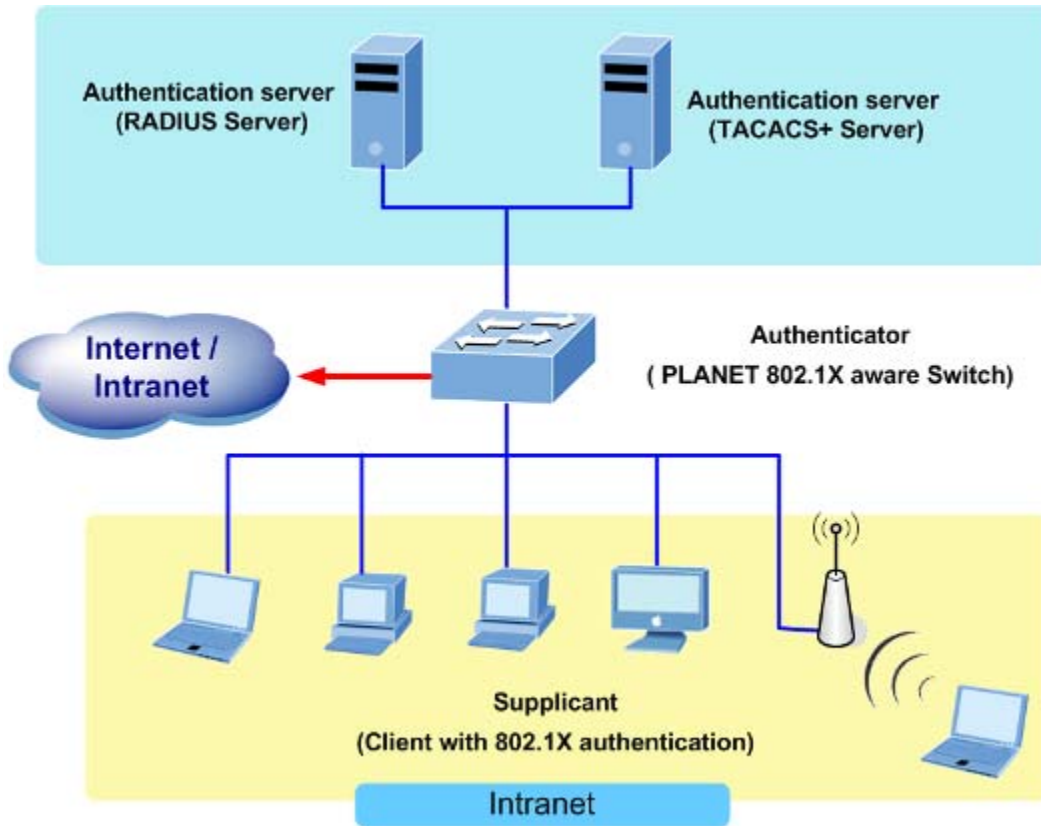 Authentication server
(RADIUS Server)
Authentication server
(TACACS+ Server)
Internet /
Intranet
Authenticator
( PLANET 802.1X aware Switch)
Supplicant
(Client with 802.1X authentication)
Intranet